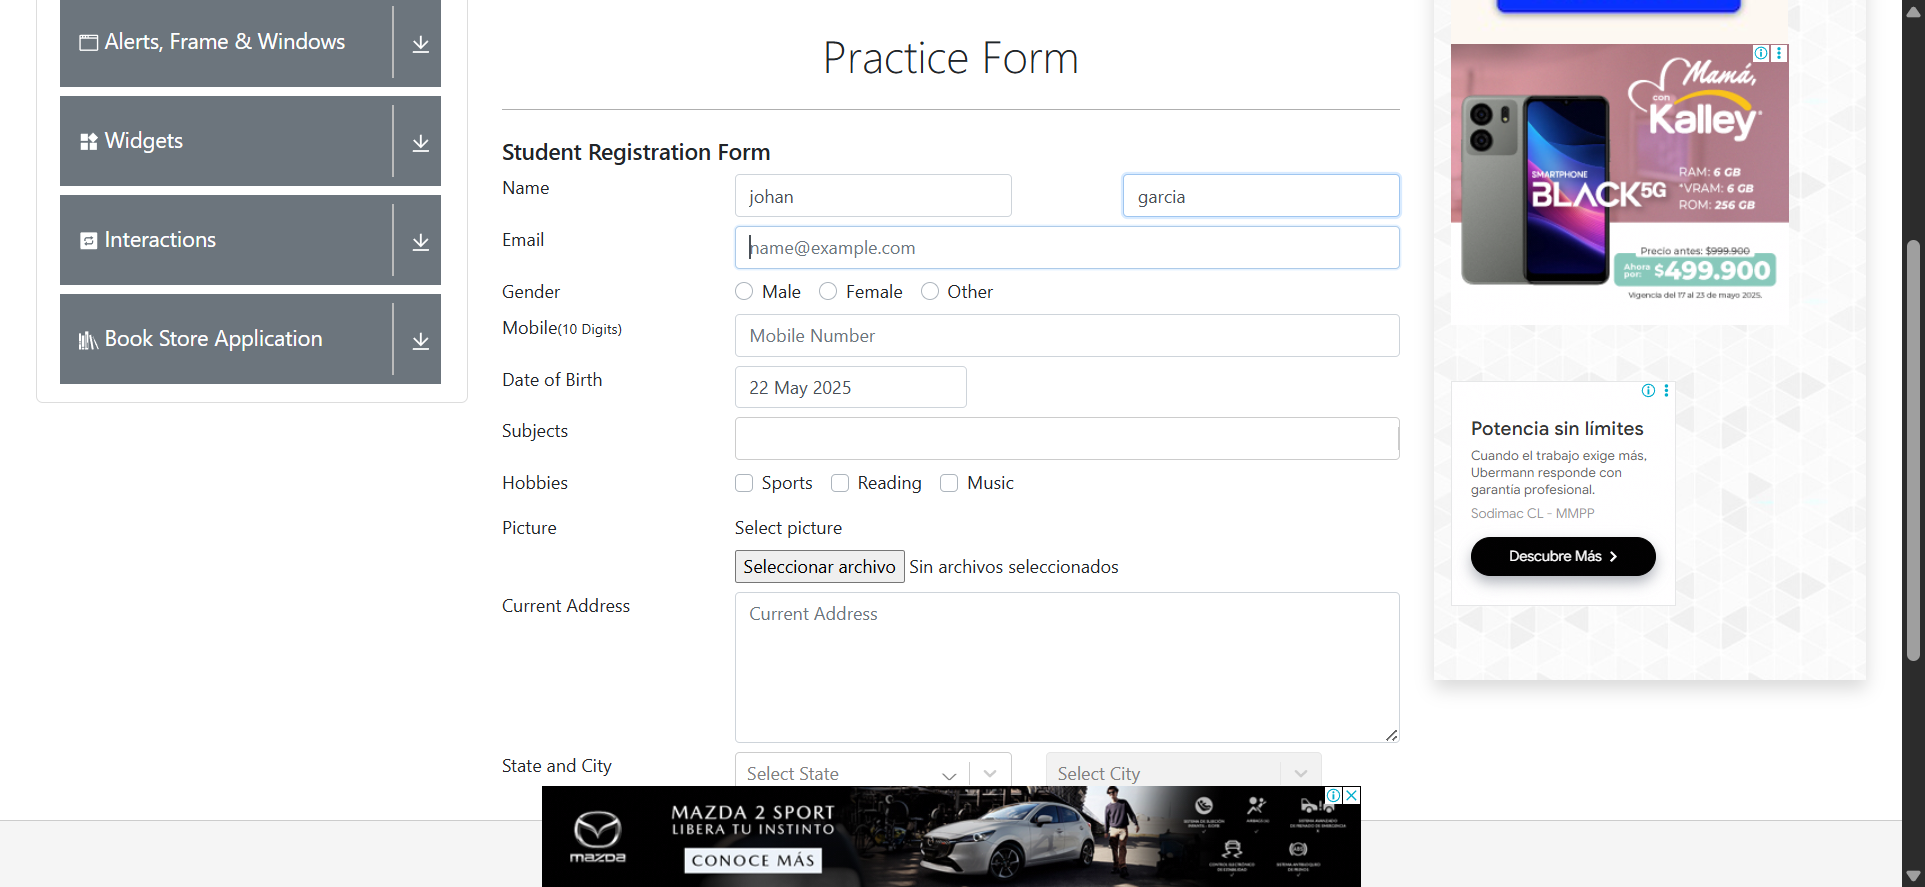 Alerts, Frame & Windows
Widgets
Interactions
Book Store Application
Practice Form
Student Registration Form
Name
johan
garcia
Email
name@example.com
Gender
Male
Female
Other
Mobile(10 Digits)
Mobile Number
Date of Birth
22 May 2025
Subjects
Hobbies
Sports
Reading
Music
Picture
Select picture
Seleccionar archivo
Sin archivos seleccionados
Current Address
Current Address
State and City
Select State
Select City
Mamá,
con
Kalley
SMARTPHONE
BLACK5G
RAM: 6 GB
*VRAM: 6 GB
ROM: 256 GB
Precio antes: $999.900
Ahora por: $499.900
Vigencia del 17 al 23 de mayo 2025.
Potencia sin límites
Cuando el trabajo exige más,
Ubermann responde con
garantía profesional.
Sodimac CL - MMPP
Descubre Más
mazda
MAZDA 2 SPORT
LIBERA TU INSTINTO
CONOCE MÁS